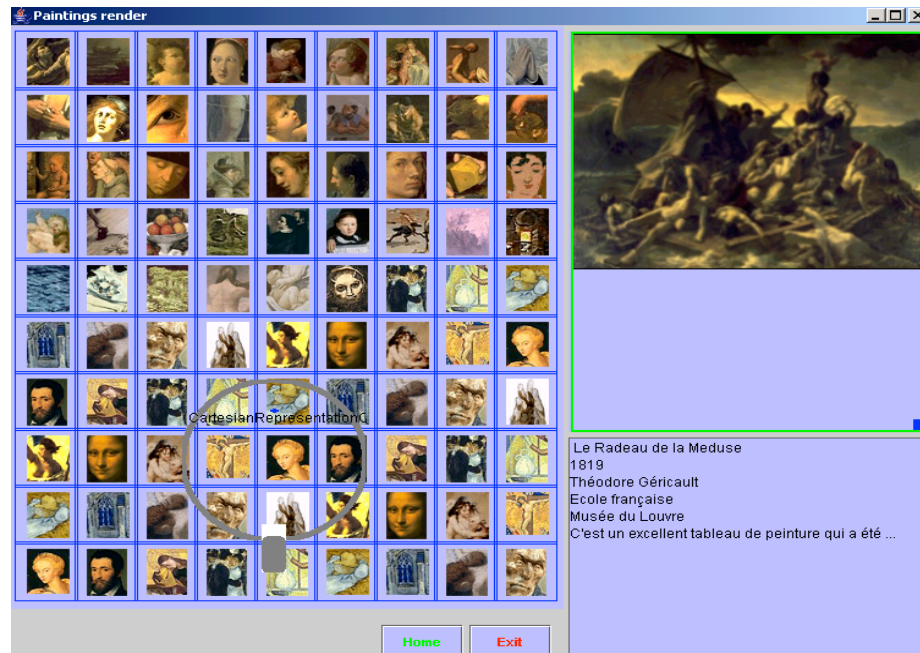 Paintings render
CartesianRepresentation
Le Radeau de la Meduse
1819
Théodore Géricault
Ecole française
Musée du Louvre
C'est un excellent tableau de peinture qui a été ...
Home
Exit